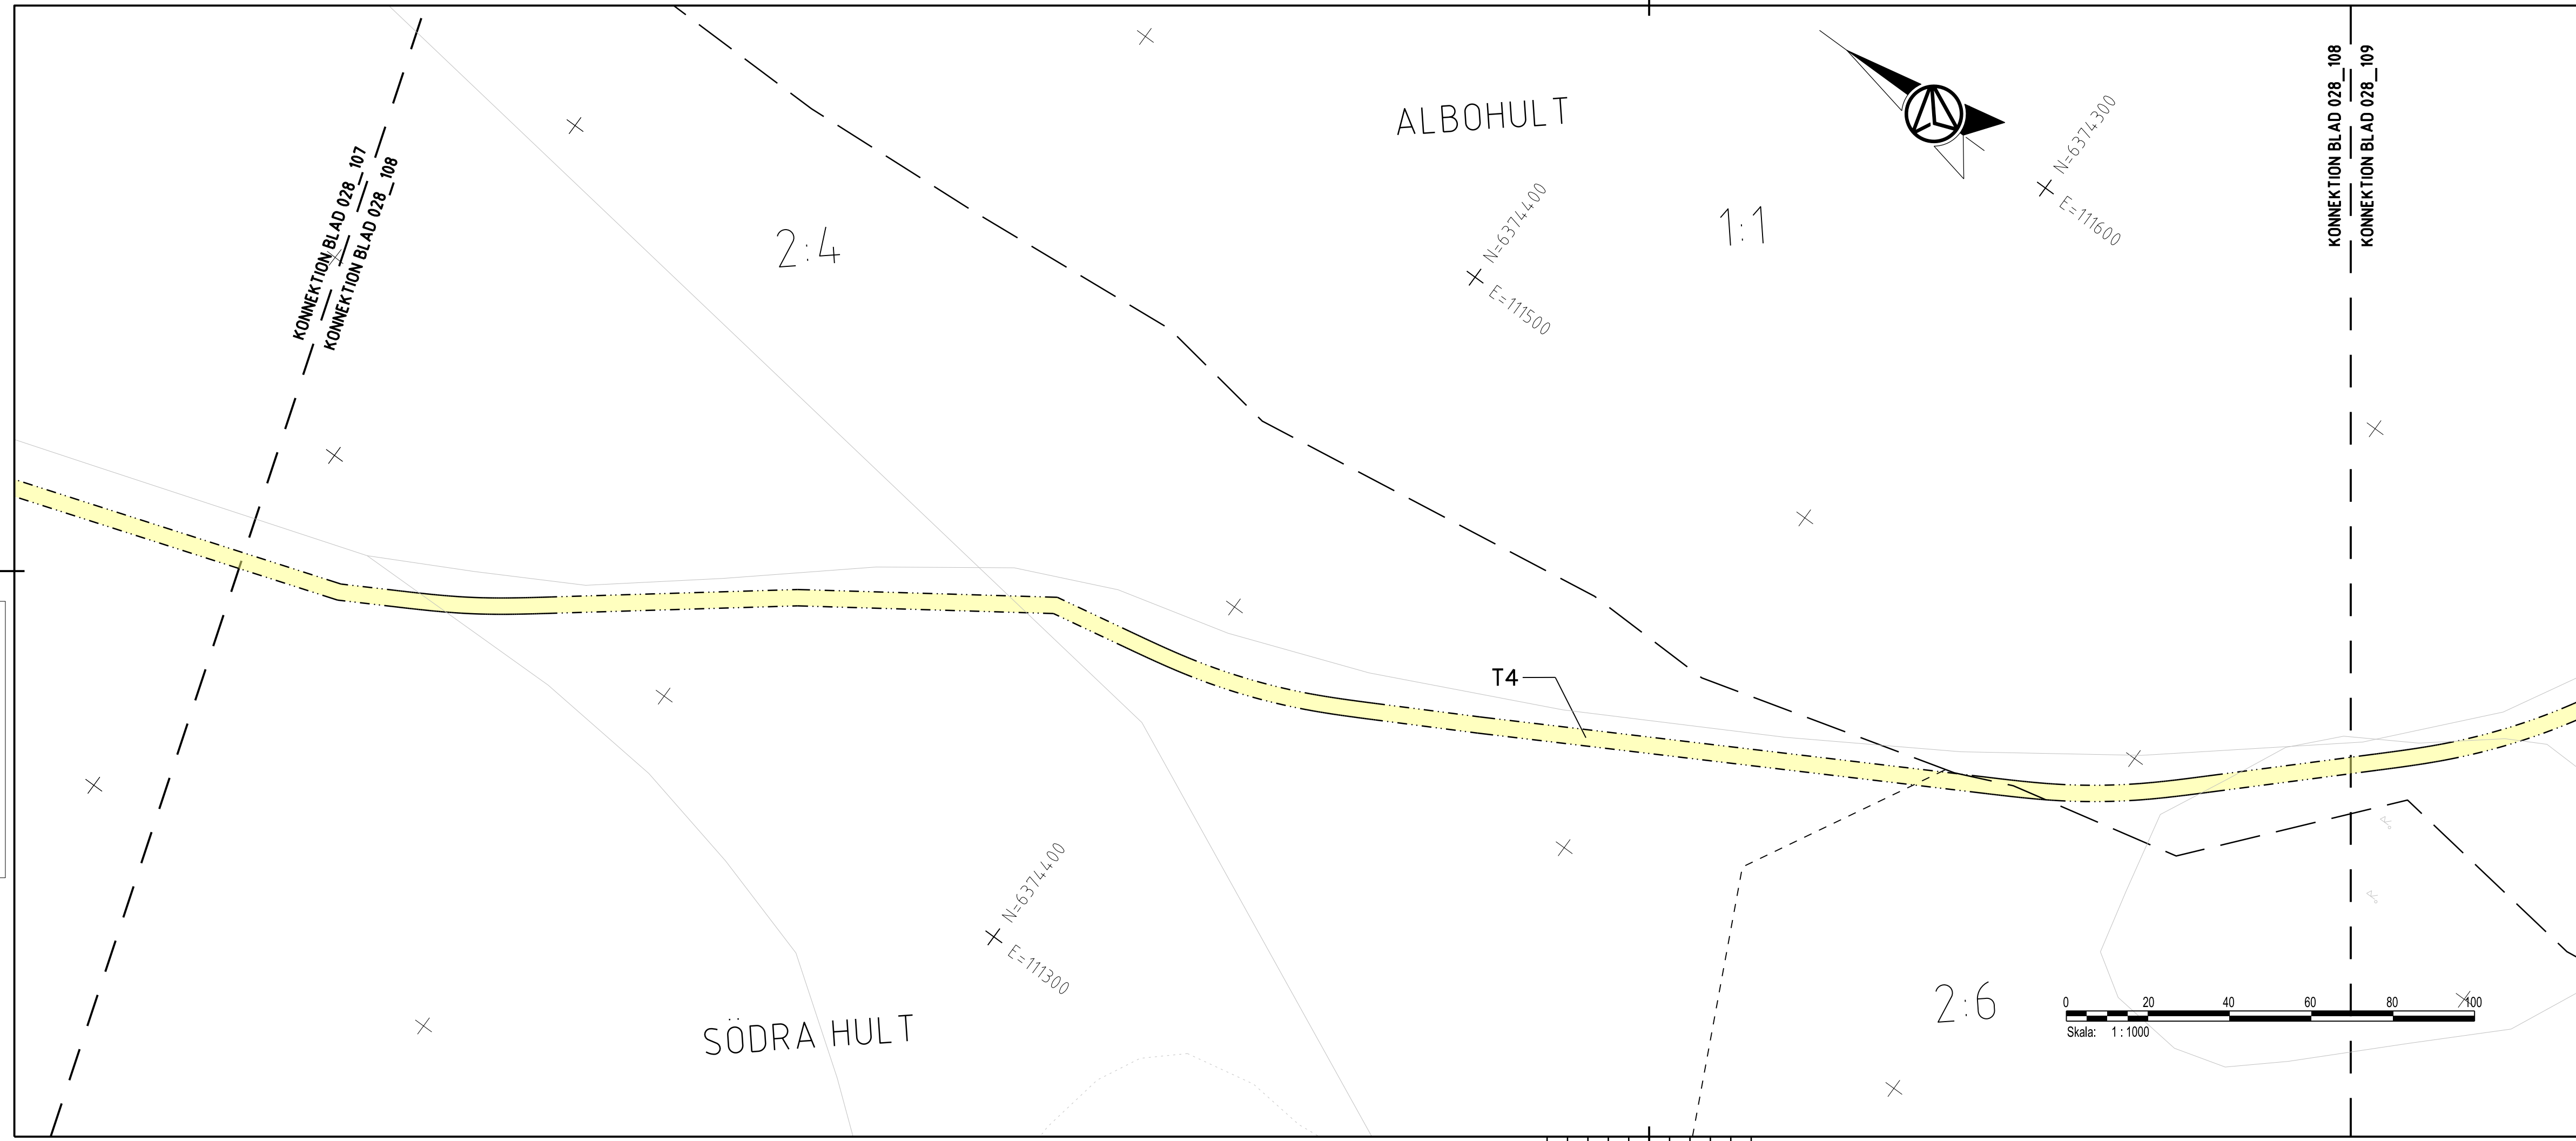 KONNEKTION BLAD 028_107
KONNEKTION BLAD 028_108
ALBOHULT
2:4
1:1
N=6374400
E=111500
N=6374300
E=111600
KONNEKTION BLAD 028_108
KONNEKTION BLAD 028_109
T4
N=6374400
E=111300
SÖDRA HULT
2:6
0 20 40 60 80 100
Skala: 1 : 1000